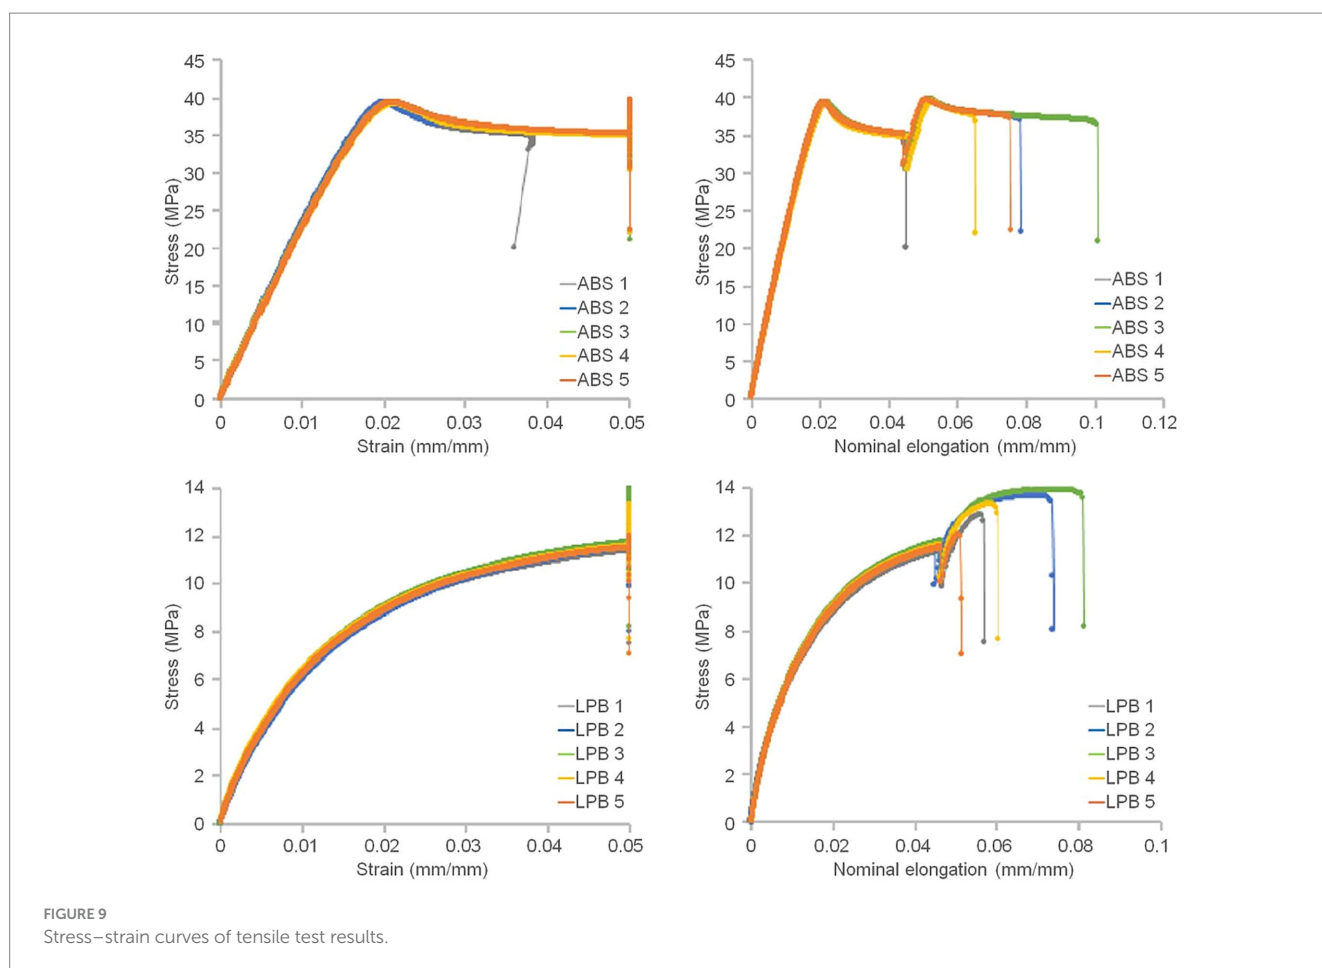 45
40
35
30
25
20
15
10
5
0
Stress (MPa)
ABS 1
ABS 2
ABS 3
ABS 4
ABS 5
0 0.01 0.02 0.03 0.04 0.05
Strain (mm/mm)
45
40
35
30
25
20
15
10
5
0
Stress (MPa)
ABS 1
ABS 2
ABS 3
ABS 4
ABS 5
0 0.02 0.04 0.06 0.08 0.1 0.12
Nominal elongation (mm/mm)
14
12
10
8
6
4
2
0
Stress (MPa)
LPB 1
LPB 2
LPB 3
LPB 4
LPB 5
0 0.01 0.02 0.03 0.04 0.05
Strain (mm/mm)
14
12
10
8
6
4
2
0
Stress (MPa)
LPB 1
LPB 2
LPB 3
LPB 4
LPB 5
0 0.02 0.04 0.06 0.08 0.1
Nominal elongation (mm/mm)
FIGURE 9
Stress–strain curves of tensile test results.